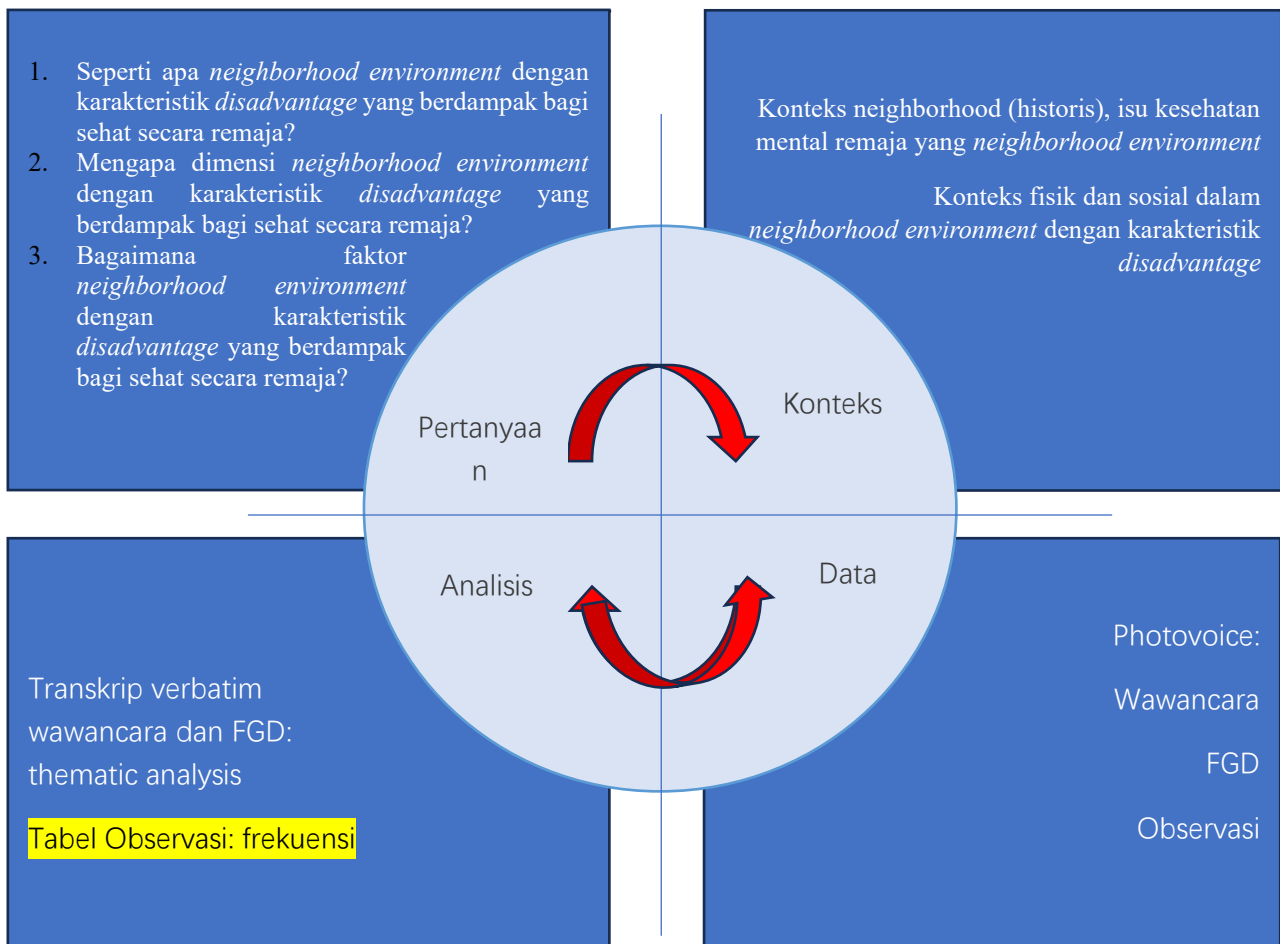 1. Seperti apa neighborhood environment dengan
karakteristik disadvantage yang berdampak bagi
sehat secara remaja?
2. Mengapa dimensi neighborhood environment
dengan karakteristik disadvantage yang
berdampak bagi sehat secara remaja?
3. Bagaimana faktor
neighborhood environment
dengan karakteristik
disadvantage yang berdampak
bagi sehat secara remaja?
Konteks neighborhood (historis), isu kesehatan
mental remaja yang neighborhood environment
Konteks fisik dan sosial dalam
neighborhood environment dengan karakteristik
disadvantage
Pertanyaa
n
Konteks
Analisis
Data
Transkrip verbatim
wawancara dan FGD:
thematic analysis
Tabel Observasi: frekuensi
Photovoice:
Wawancara
FGD
Observasi